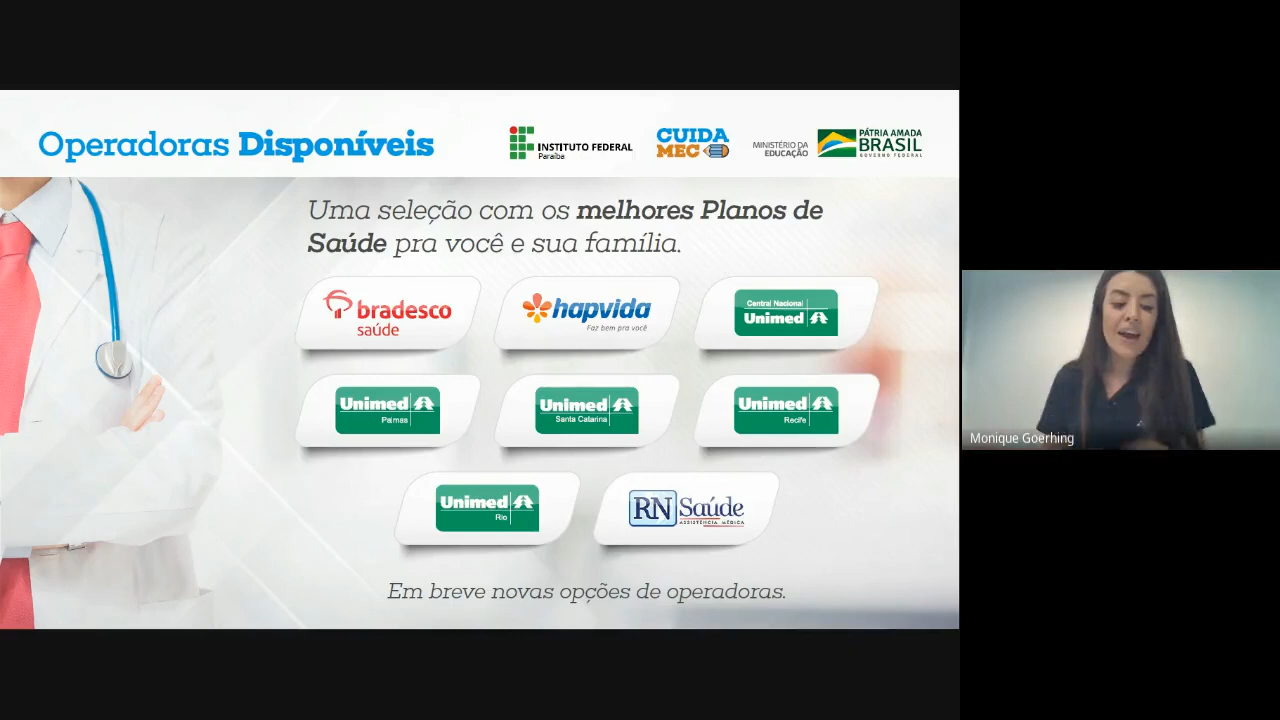 Operadoras Disponíveis
INSTITUTO FEDERAL
Paraíba
CUIDA
MEC
MINISTÉRIO DA
EDUCAÇÃO
PÁTRIA AMADA
BRASIL
GOVERNO FEDERAL
Uma seleção com os melhores Planos de
Saúde pra você e sua família.
bradesco
saúde
hapvida
Faz bem pra você
Central Nacional
Unimed
Unimed
Palmas
Unimed
Santa Catarina
Unimed
Recife
Unimed
Rio
RN Saúde
ASSISTÊNCIA MÉDICA
Em breve novas opções de operadoras.
Monique Goerhing